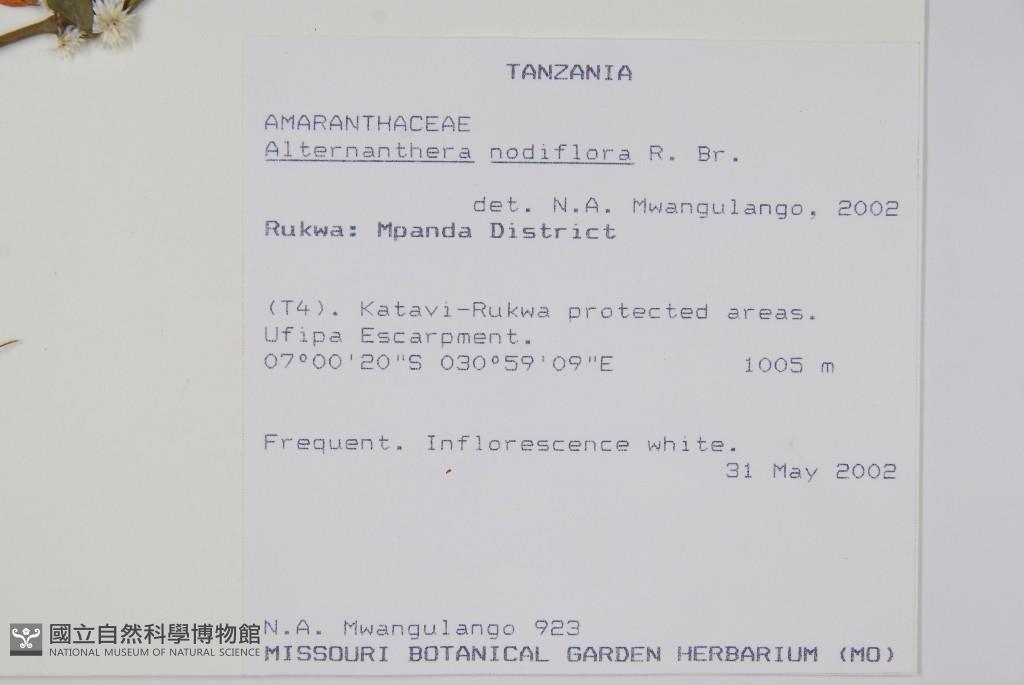 TANZANIA
AMARANTHACEAE
Alternanthera nodiflora R. Br.
det. N.A. Mwangulango, 2002
Rukwa: Mpanda District
(T4). Katavi-Rukwa protected areas.
Ufipa Escarpment.
07°00'20"S 030°59'09"E 1005 m
Frequent. Inflorescence white.
31 May 2002
N.A. Mwangulango 923
MISSOURI BOTANICAL GARDEN HERBARIUM (MO)
國立自然科學博物館
NATIONAL MUSEUM OF NATURAL SCIENCE